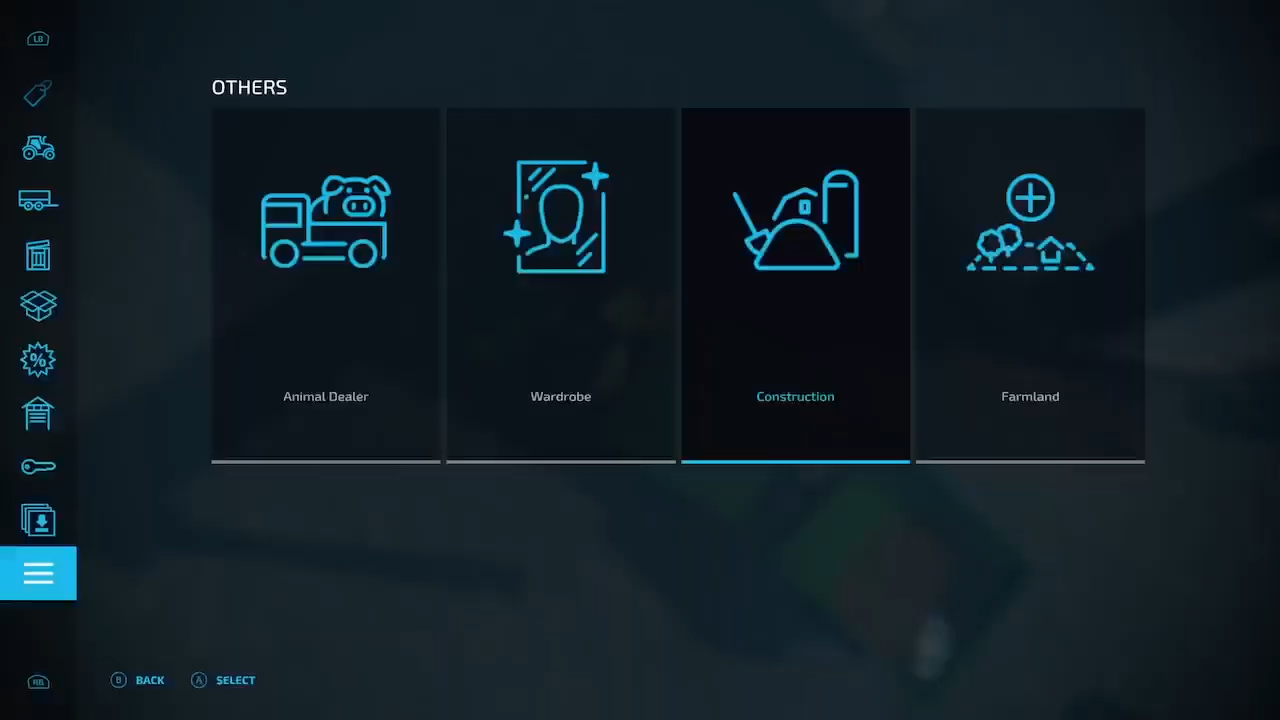 LB
OTHERS
%
Animal Dealer
Wardrobe
Construction
Farmland
RB
B BACK A SELECT